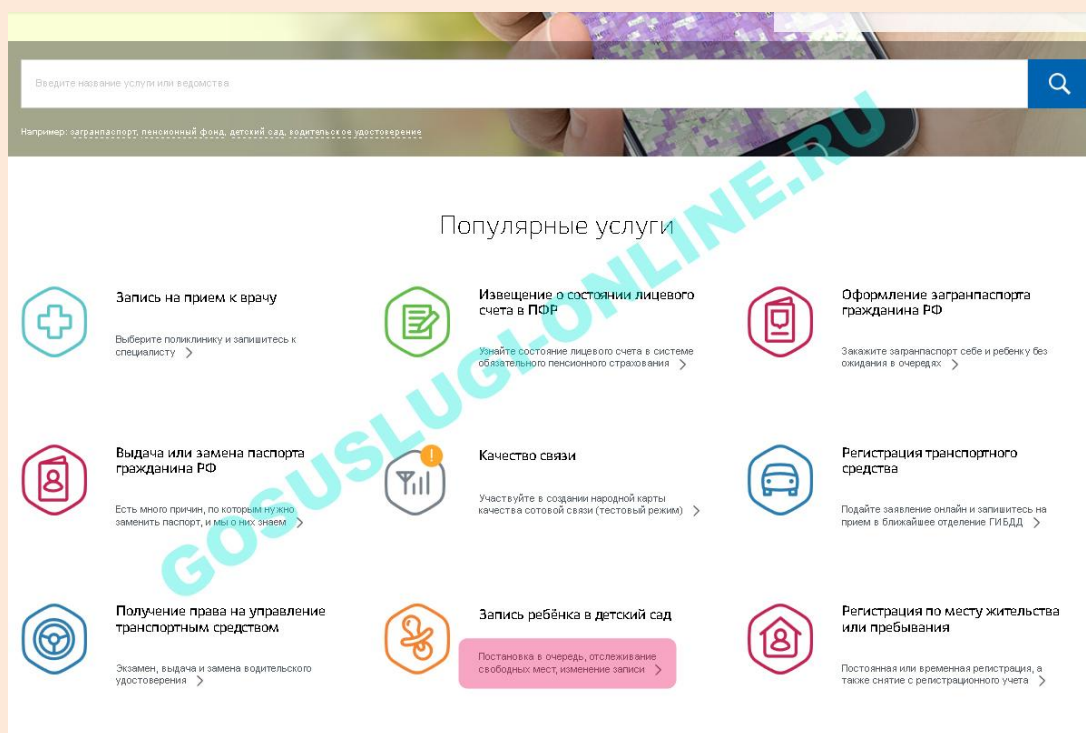 Введите название услуги или ведомства
Например: загранпаспорт, пенсионный фонд, детский сад, водительское удостоверение
Популярные услуги
Запись на прием к врачу
Выберите поликлинику и запишитесь к
специалисту
Извещение о состоянии лицевого
счета в ПФР
Узнайте состояние лицевого счета в системе
обязательного пенсионного страхования
Оформление загранпаспорта
гражданина РФ
Закажите загранпаспорт себе и ребенку без
ожидания в очередях
Выдача или замена паспорта
гражданина РФ
Есть много причин, по которым нужно
заменить паспорт, и мы о них знаем
Качество связи
Участвуйте в создании народной карты
качества сотовой связи (тестовый режим)
Регистрация транспортного
средства
Подайте заявление онлайн и запишитесь на
прием в ближайшее отделение ГИБДД
Получение права на управление
транспортным средством
Экзамен, выдача и замена водительского
удостоверения
Запись ребёнка в детский сад
Постановка в очередь, отслеживание
свободных мест, изменение записи
Регистрация по месту жительства
или пребывания
Постоянная или временная регистрация, а
также снятие с регистрационного учета
GOSUSLUGI-ONLINE.RU